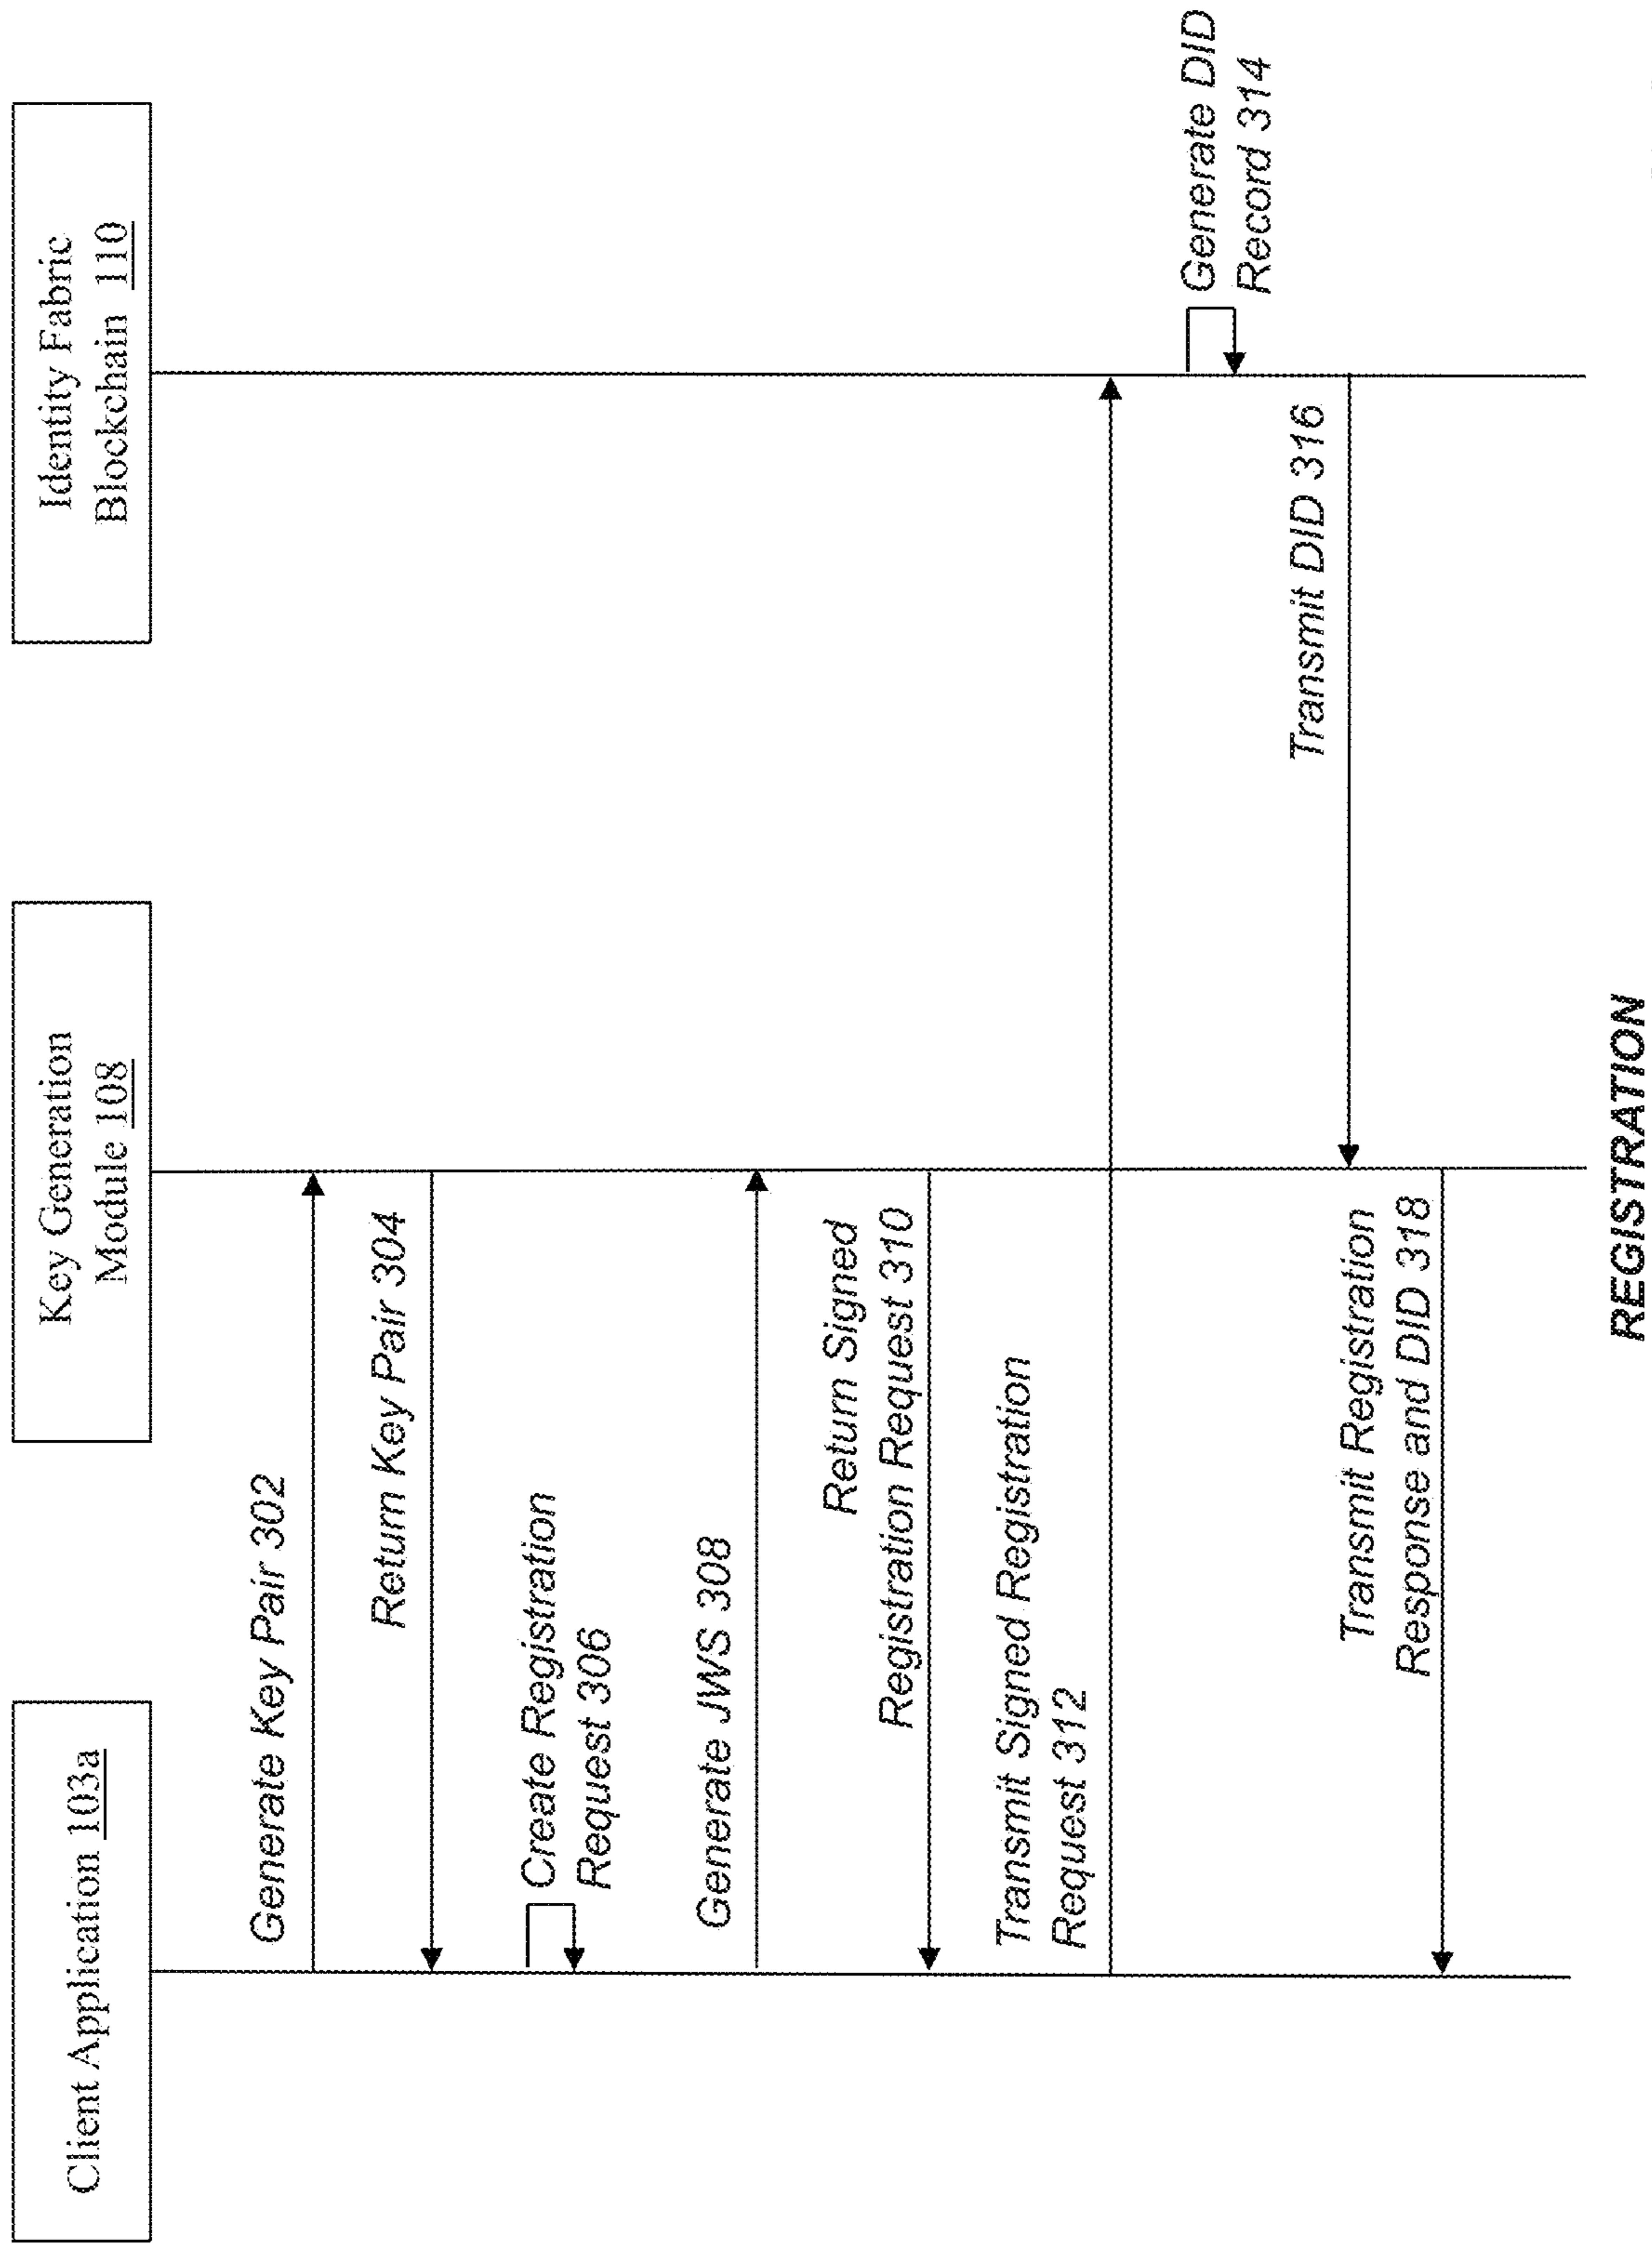 Client Application 103a
Key Generation
Module 108
Identity Fabric
Blockchain 110
Generate Key Pair 302
Return Key Pair 304
Create Registration
Request 306
Generate JWS 308
Return Signed
Registration Request 310
Transmit Signed Registration
Request 312
Generate DID
Record 314
Transmit DID 316
Transmit Registration
Response and DID 318
REGISTRATION